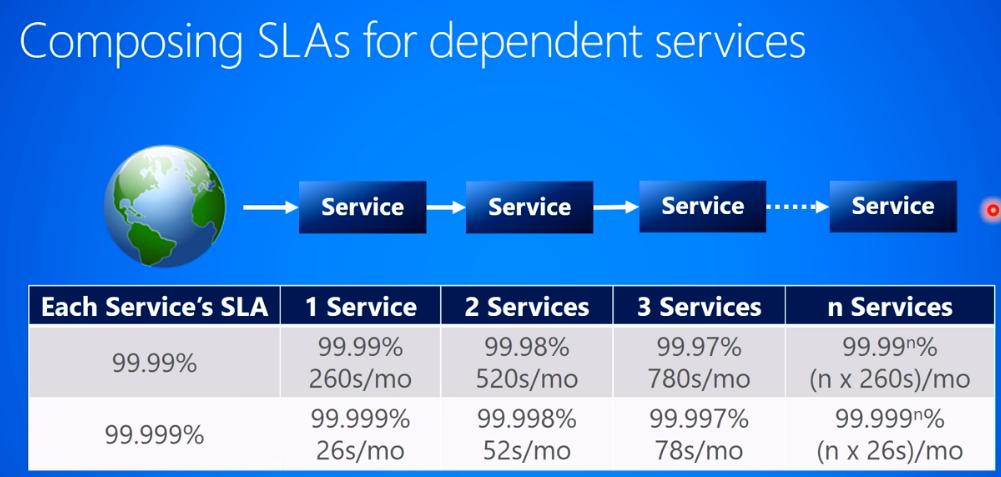 Composing SLAs for dependent services
Service Service Service Service
Each Service's SLA 1 Service 2 Services 3 Services n Services
99.99% 99.99% 99.98% 99.97% 99.99ⁿ%
260s/mo 520s/mo 780s/mo (n x 260s)/mo
99.999% 99.999% 99.998% 99.997% 99.999ⁿ%
26s/mo 52s/mo 78s/mo (n x 26s)/mo